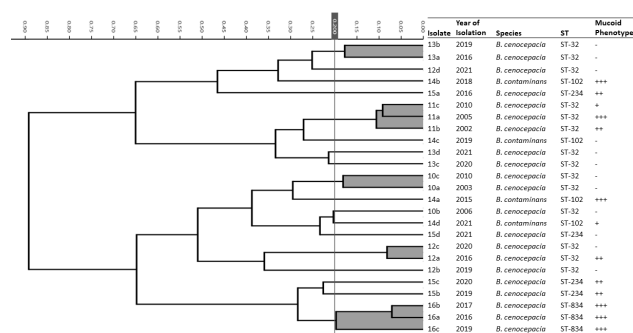 0.90 0.85 0.80 0.75 0.70 0.65 0.60 0.55 0.50 0.45 0.40 0.35 0.30 0.25 0.200 0.15 0.10 0.05 0.00
Year of Mucoid
Isolate Isolation Species ST Phenotype
13b 2019 B. cenocepacia ST-32 -
13a 2016 B. cenocepacia ST-32 -
12d 2021 B. cenocepacia ST-32 -
14b 2018 B. contaminans ST-102 +++
15a 2016 B. cenocepacia ST-234 ++
11c 2010 B. cenocepacia ST-32 +
11a 2005 B. cenocepacia ST-32 +++
11b 2002 B. cenocepacia ST-32 ++
14c 2019 B. contaminans ST-102 -
13d 2021 B. cenocepacia ST-32 -
13c 2020 B. cenocepacia ST-32 -
10c 2010 B. cenocepacia ST-32 -
10a 2003 B. cenocepacia ST-32 -
14a 2015 B. contaminans ST-102 +++
10b 2006 B. cenocepacia ST-32 -
14d 2021 B. contaminans ST-102 +
15d 2021 B. cenocepacia ST-234 -
12c 2020 B. cenocepacia ST-32 -
12a 2016 B. cenocepacia ST-32 ++
12b 2019 B. cenocepacia ST-32 -
15c 2020 B. cenocepacia ST-234 ++
15b 2019 B. cenocepacia ST-234 ++
16b 2017 B. cenocepacia ST-834 +++
16a 2016 B. cenocepacia ST-834 +++
16c 2019 B. cenocepacia ST-834 +++